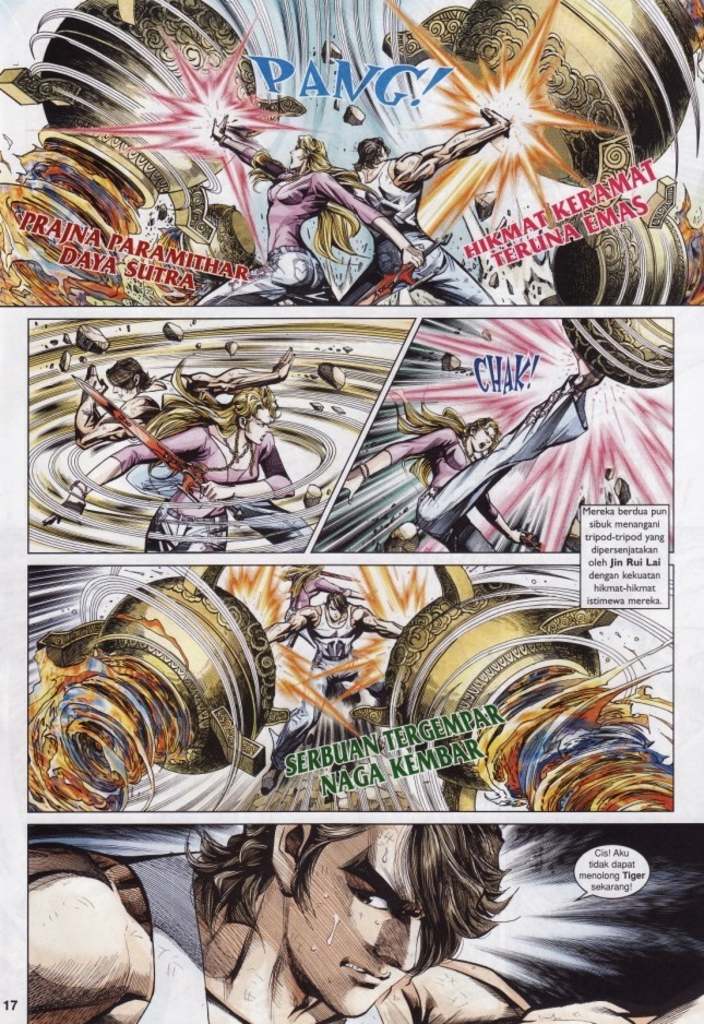 PANG!
PRAJNA PARAMITHAR
DAYA SUTRA
HIKMAT KERAMAT
TERUNA EMAS
CHAK!
Mereka berdua pun
sibuk menangani
tripod-tripod yang
dipersenjatakan
oleh Jin Rui Lai
dengan kekuatan
hikmat-hikmat
istimewa mereka.
SERBUAN TERGEMPAR
NAGA KEMBAR
Cis! Aku
tidak dapat
menolong Tiger
sekarang!
17